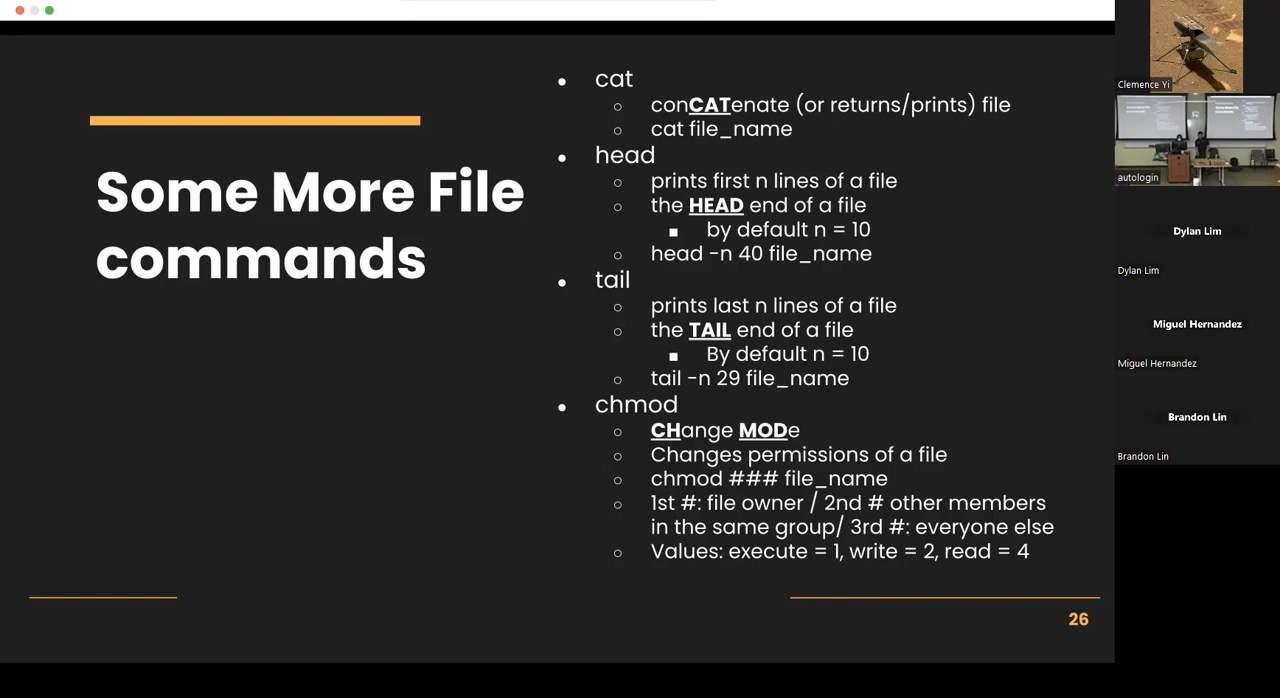 Some More File
commands
● cat
○ conCATenate (or returns/prints) file
○ cat file_name
● head
○ prints first n lines of a file
○ the HEAD end of a file
■ by default n = 10
○ head -n 40 file_name
● tail
○ prints last n lines of a file
○ the TAIL end of a file
■ By default n = 10
○ tail -n 29 file_name
● chmod
○ CHange MODe
○ Changes permissions of a file
○ chmod ### file_name
○ 1st #: file owner / 2nd # other members
in the same group/ 3rd #: everyone else
○ Values: execute = 1, write = 2, read = 4
26
Clemence Yi
autologin
Dylan Lim
Dylan Lim
Miguel Hernandez
Miguel Hernandez
Brandon Lin
Brandon Lin